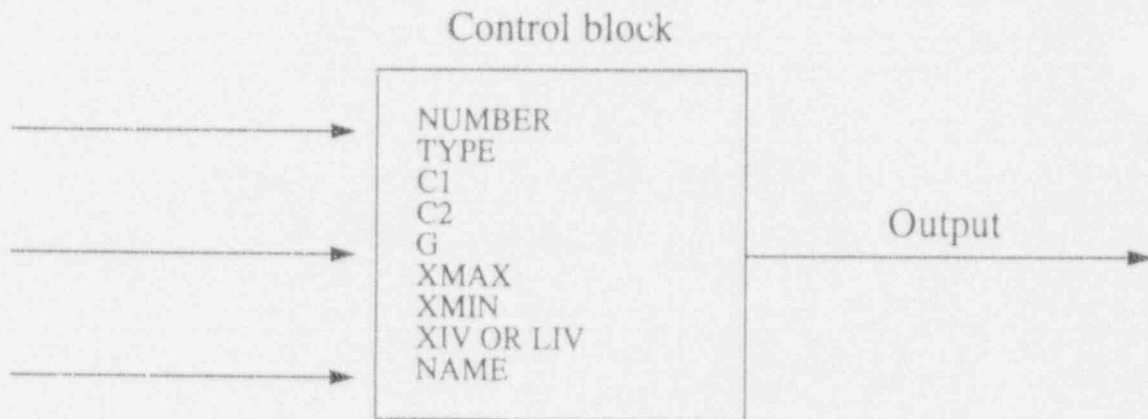 Control block
NUMBER
TYPE
C1
C2
G
XMAX
XMIN
XIV OR LIV
NAME
Output